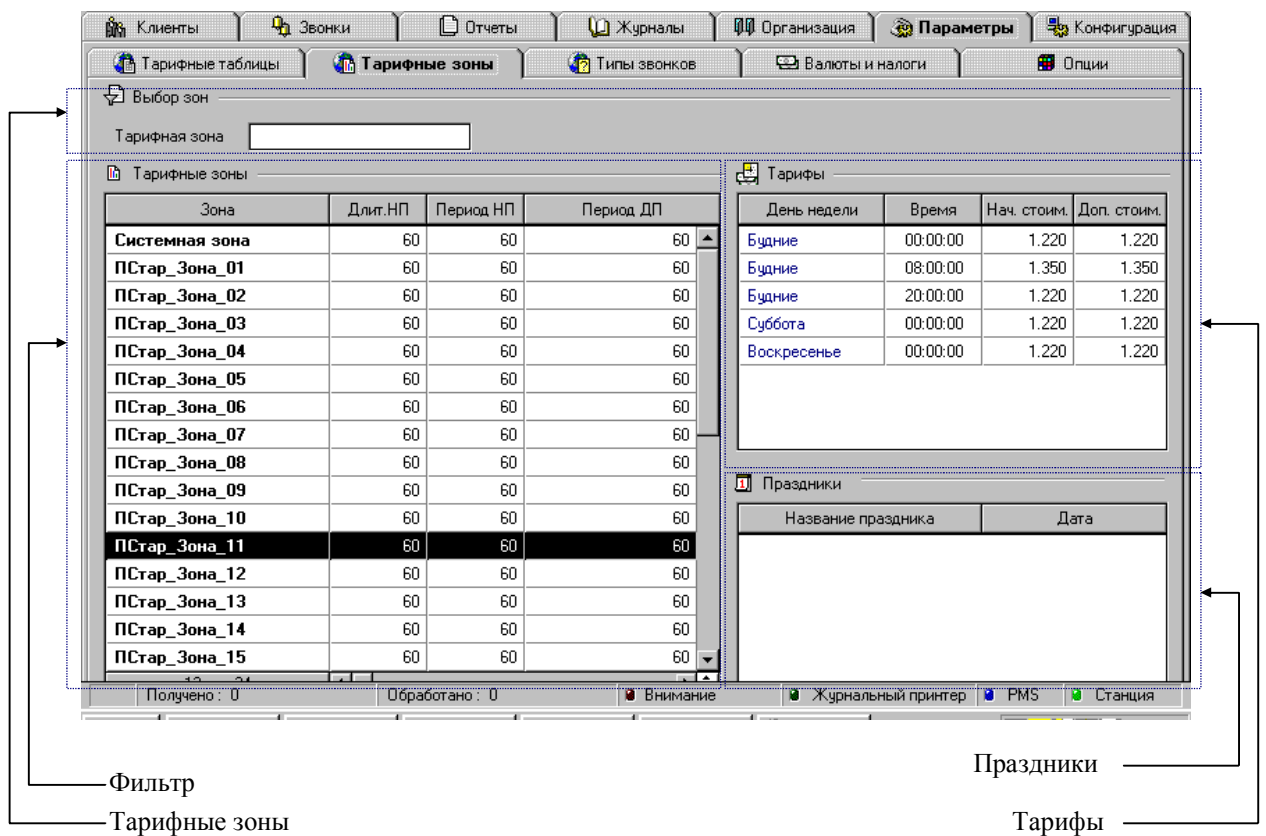 Клиенты Звонки Отчеты Журналы Организация Параметры Конфигурация
Тарифные таблицы Тарифные зоны Типы звонков Валюты и налоги Опции
Выбор зон
Тарифная зона
Тарифные зоны
Зона Длит.НП Период НП Период ДП
Системная зона 60 60 60
ПСтар_Зона_01 60 60 60
ПСтар_Зона_02 60 60 60
ПСтар_Зона_03 60 60 60
ПСтар_Зона_04 60 60 60
ПСтар_Зона_05 60 60 60
ПСтар_Зона_06 60 60 60
ПСтар_Зона_07 60 60 60
ПСтар_Зона_08 60 60 60
ПСтар_Зона_09 60 60 60
ПСтар_Зона_10 60 60 60
ПСтар_Зона_11 60 60 60
ПСтар_Зона_12 60 60 60
ПСтар_Зона_13 60 60 60
ПСтар_Зона_14 60 60 60
ПСтар_Зона_15 60 60 60
Тарифы
День недели Время Нач. стоим. Доп. стоим.
Будние 00:00:00 1.220 1.220
Будние 08:00:00 1.350 1.350
Будние 20:00:00 1.220 1.220
Суббота 00:00:00 1.220 1.220
Воскресенье 00:00:00 1.220 1.220
Праздники
Название праздника Дата
Получено : 0 Обработано : 0 Внимание Журнальный принтер PMS Станция
Праздники
Фильтр
Тарифные зоны
Тарифы